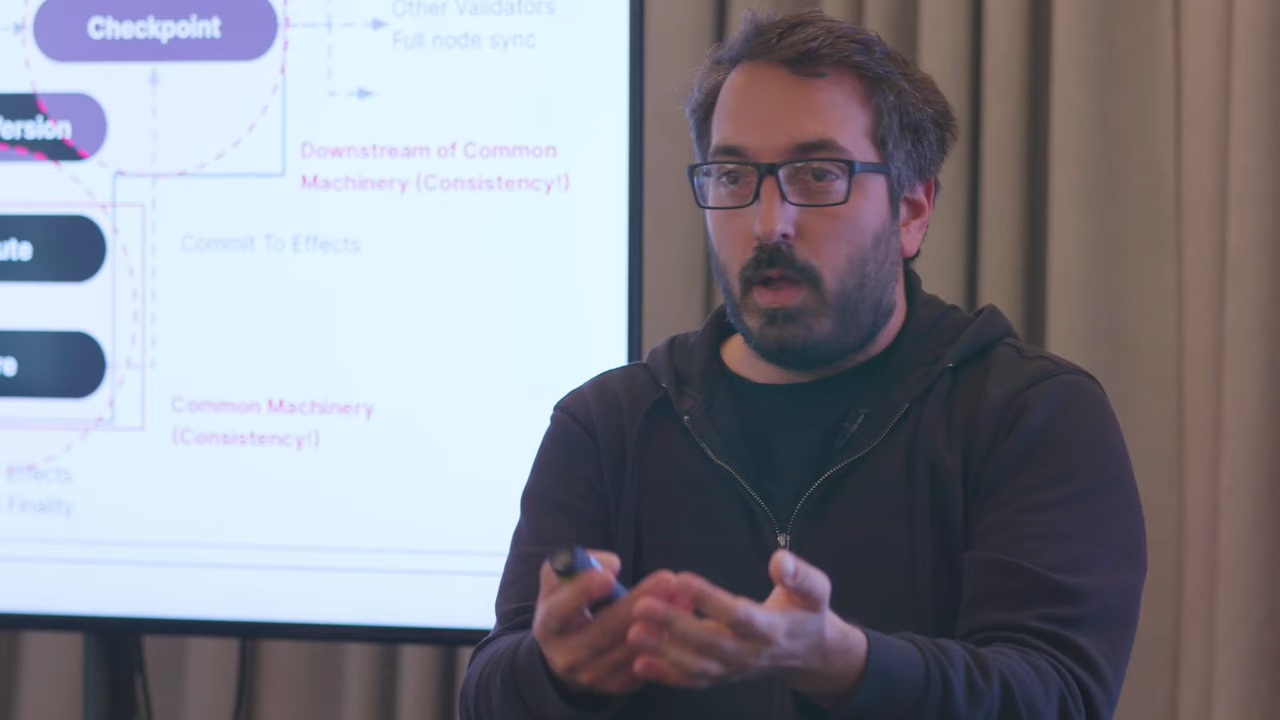 Checkpoint
Other Validators
Full node sync
Version
Downstream of Common
Machinery (Consistency!)
Commit To Effects
ute
re
Common Machinery
(Consistency!)
Effects
Finality